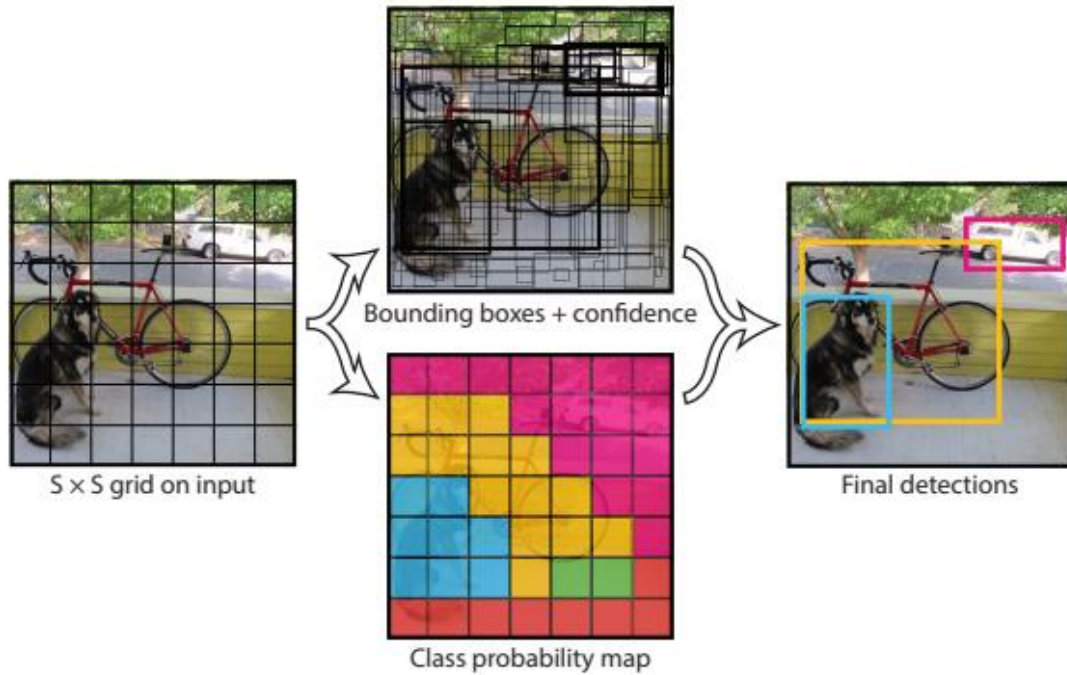 Bounding boxes + confidence
S × S grid on input
Final detections
Class probability map